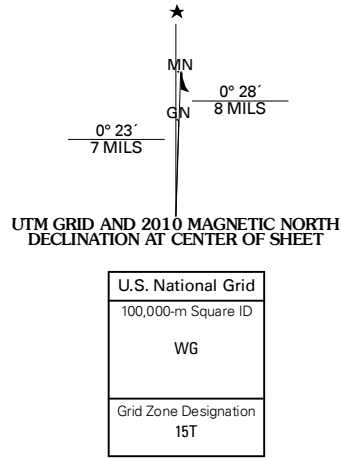 ★
MN
0° 28´
8 MILS
GN
0° 23´
7 MILS
UTM GRID AND 2010 MAGNETIC NORTH
DECLINATION AT CENTER OF SHEET
U.S. National Grid
100,000-m Square ID
WG
Grid Zone Designation
15T